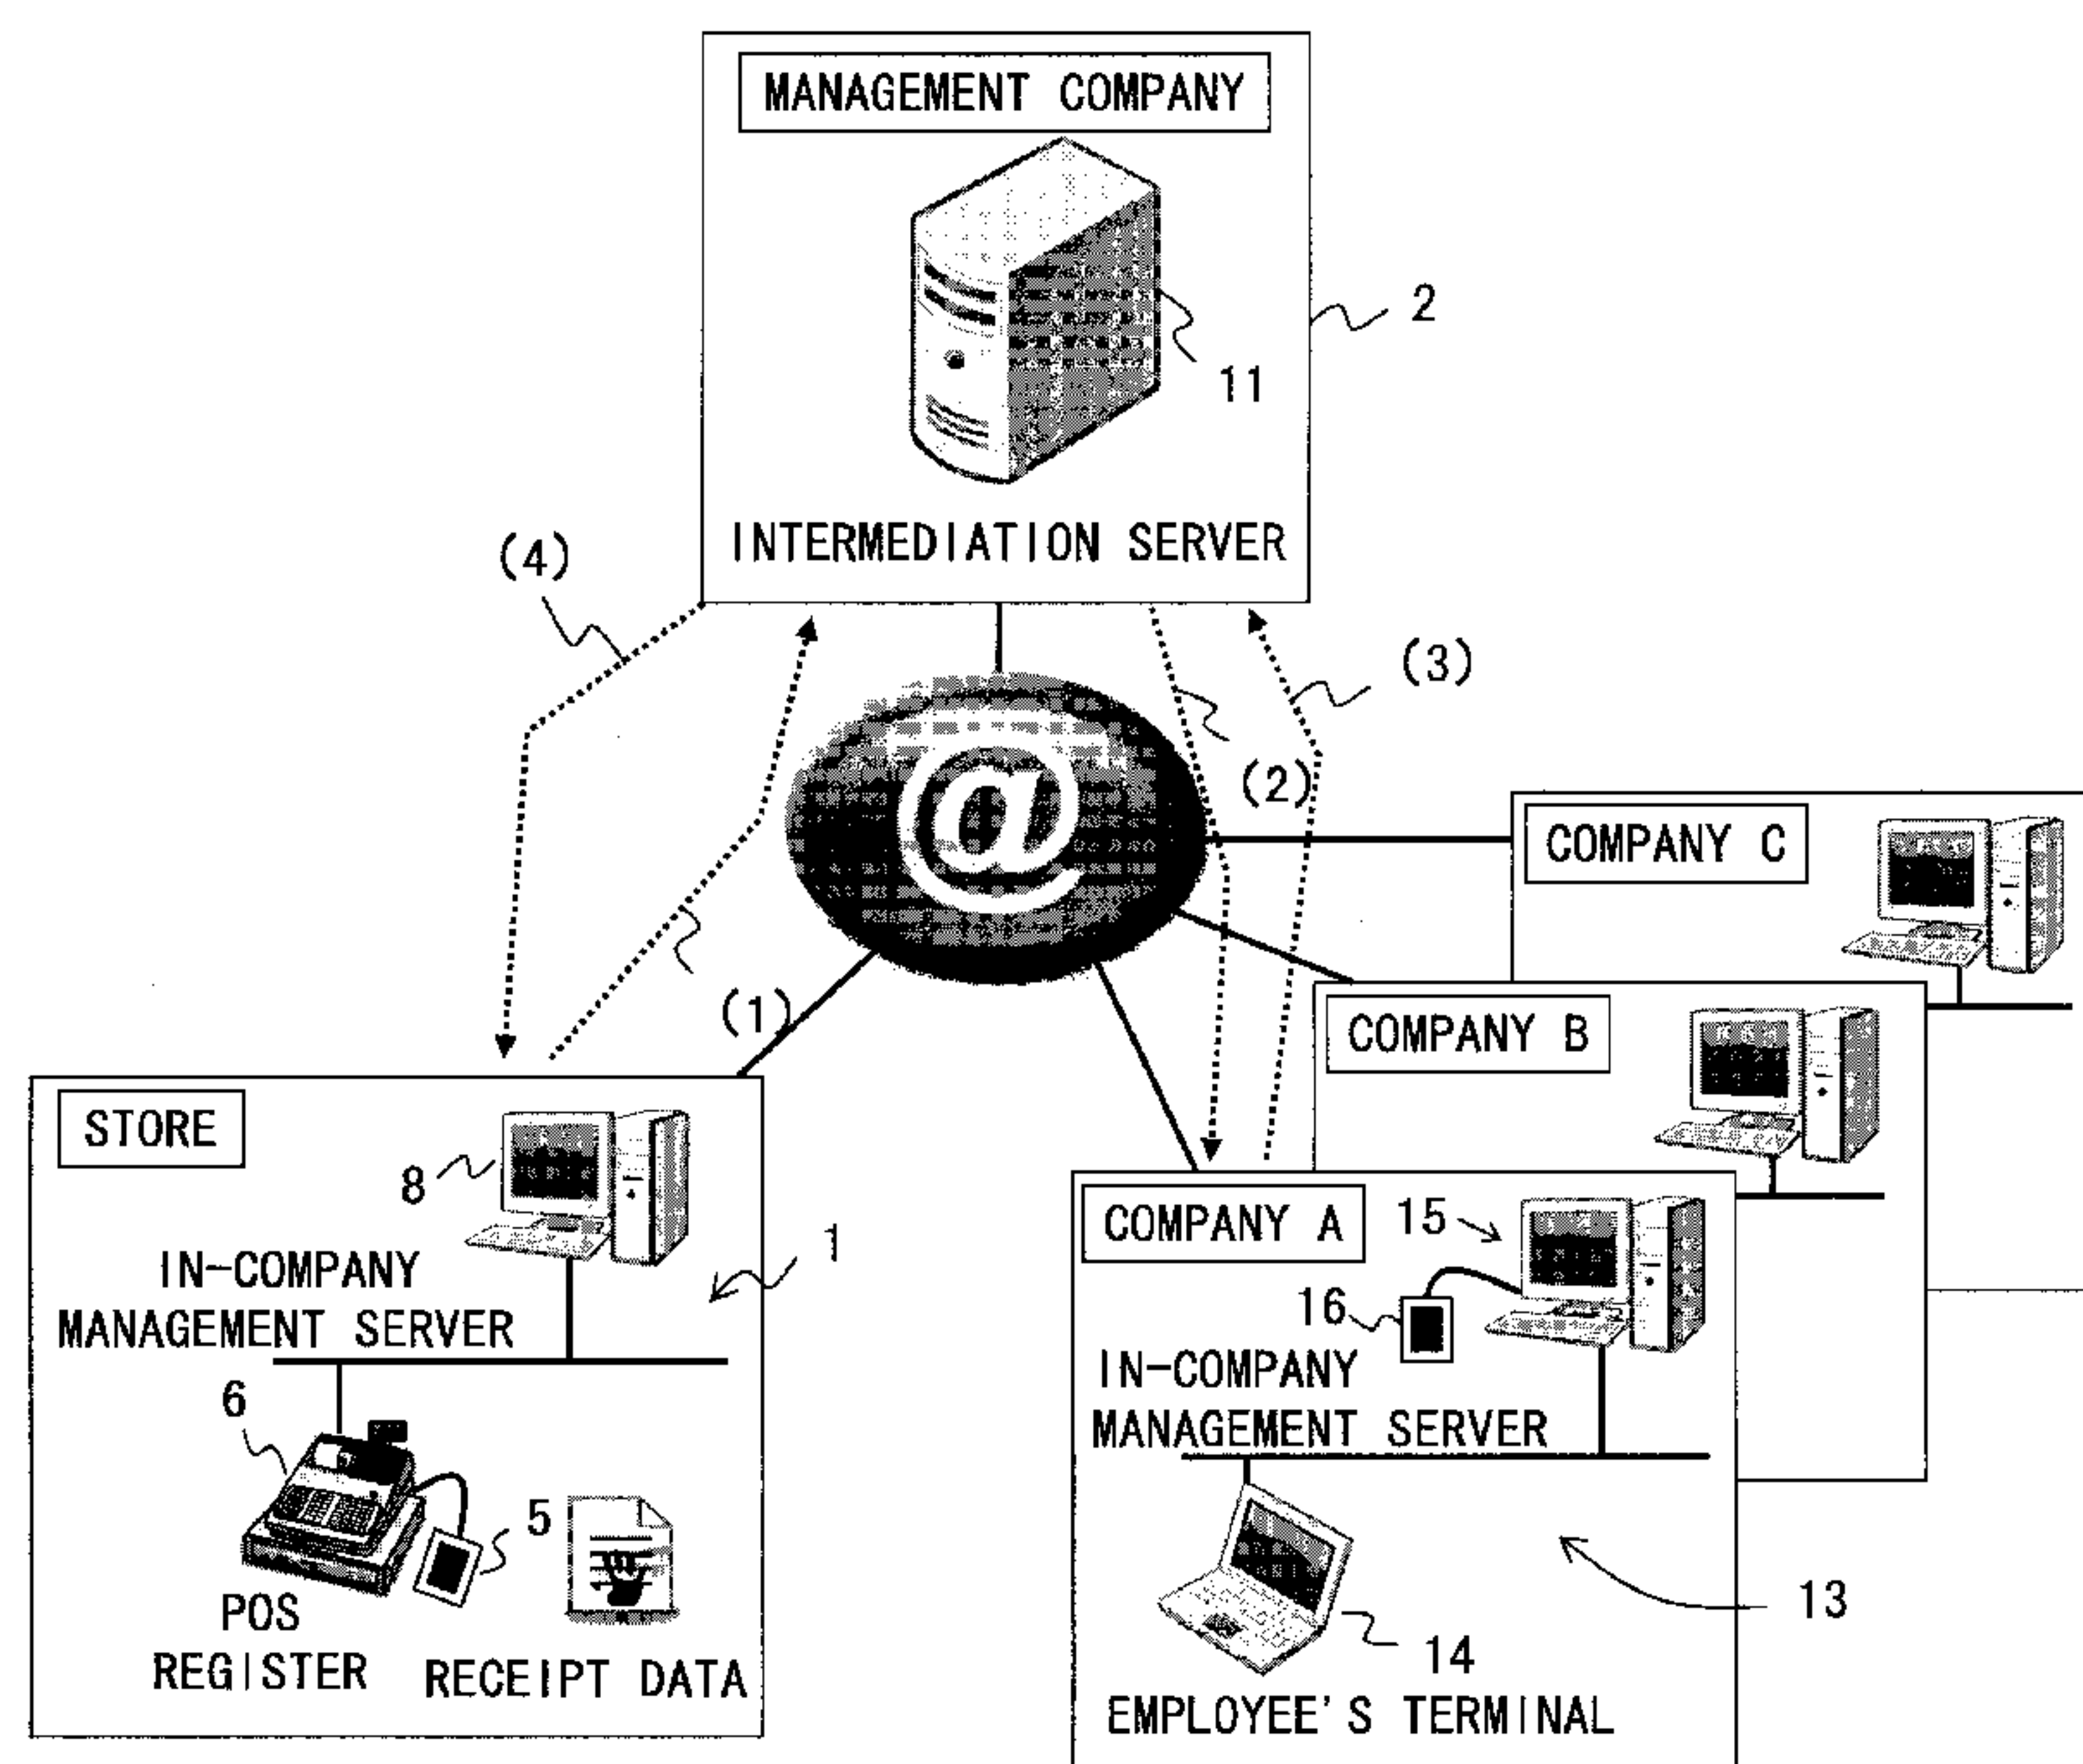 MANAGEMENT COMPANY
2
11
INTERMEDIATION SERVER
(4)
(3)
(2)
@
(1)
COMPANY C
COMPANY B
STORE
8
1
IN-COMPANY
MANAGEMENT SERVER
6
5
POS
REGISTER
RECEIPT DATA
COMPANY A
15
16
IN-COMPANY
MANAGEMENT SERVER
13
14
EMPLOYEE'S TERMINAL